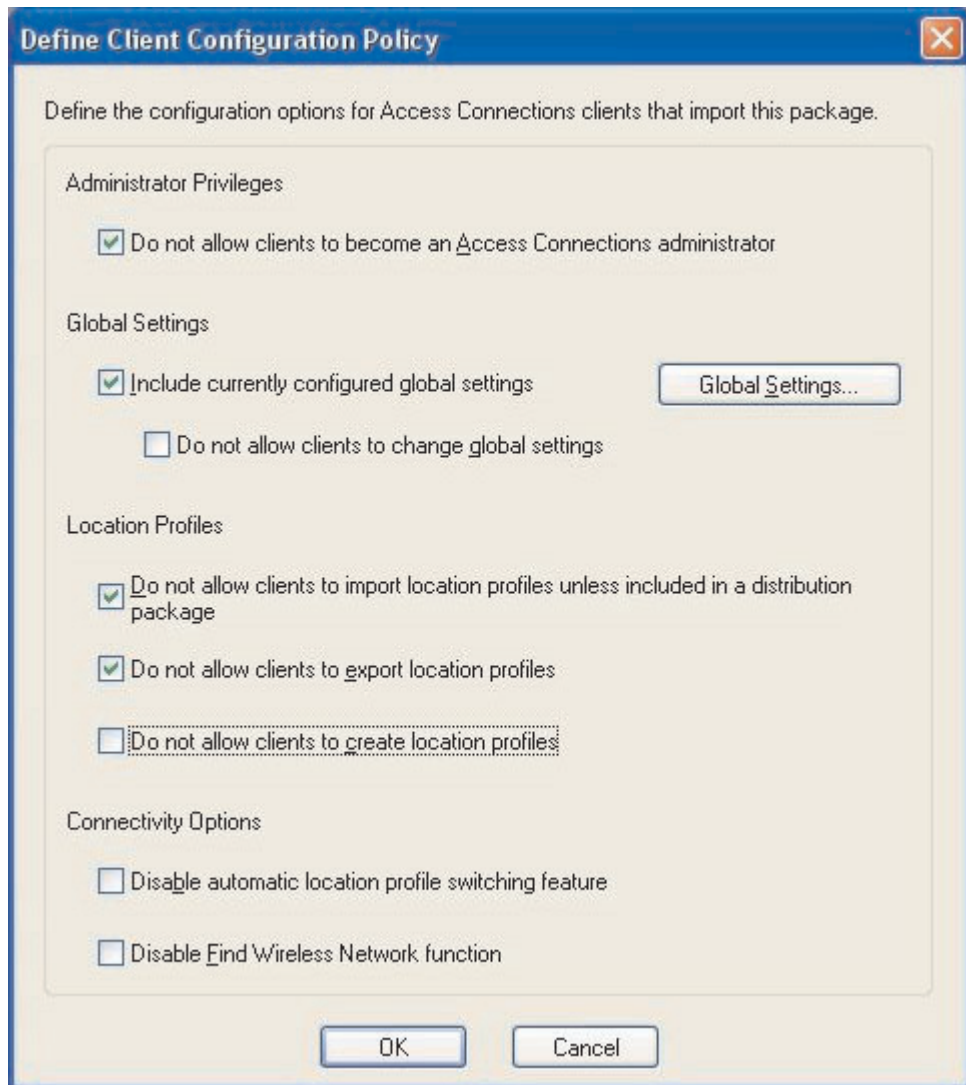 Define Client Configuration Policy
Define the configuration options for Access Connections clients that import this package.
Administrator Privileges
Do not allow clients to become an Access Connections administrator
Global Settings
Include currently configured global settings
Global Settings...
Do not allow clients to change global settings
Location Profiles
Do not allow clients to import location profiles unless included in a distribution
package
Do not allow clients to export location profiles
Do not allow clients to create location profiles
Connectivity Options
Disable automatic location profile switching feature
Disable Find Wireless Network function
OK
Cancel